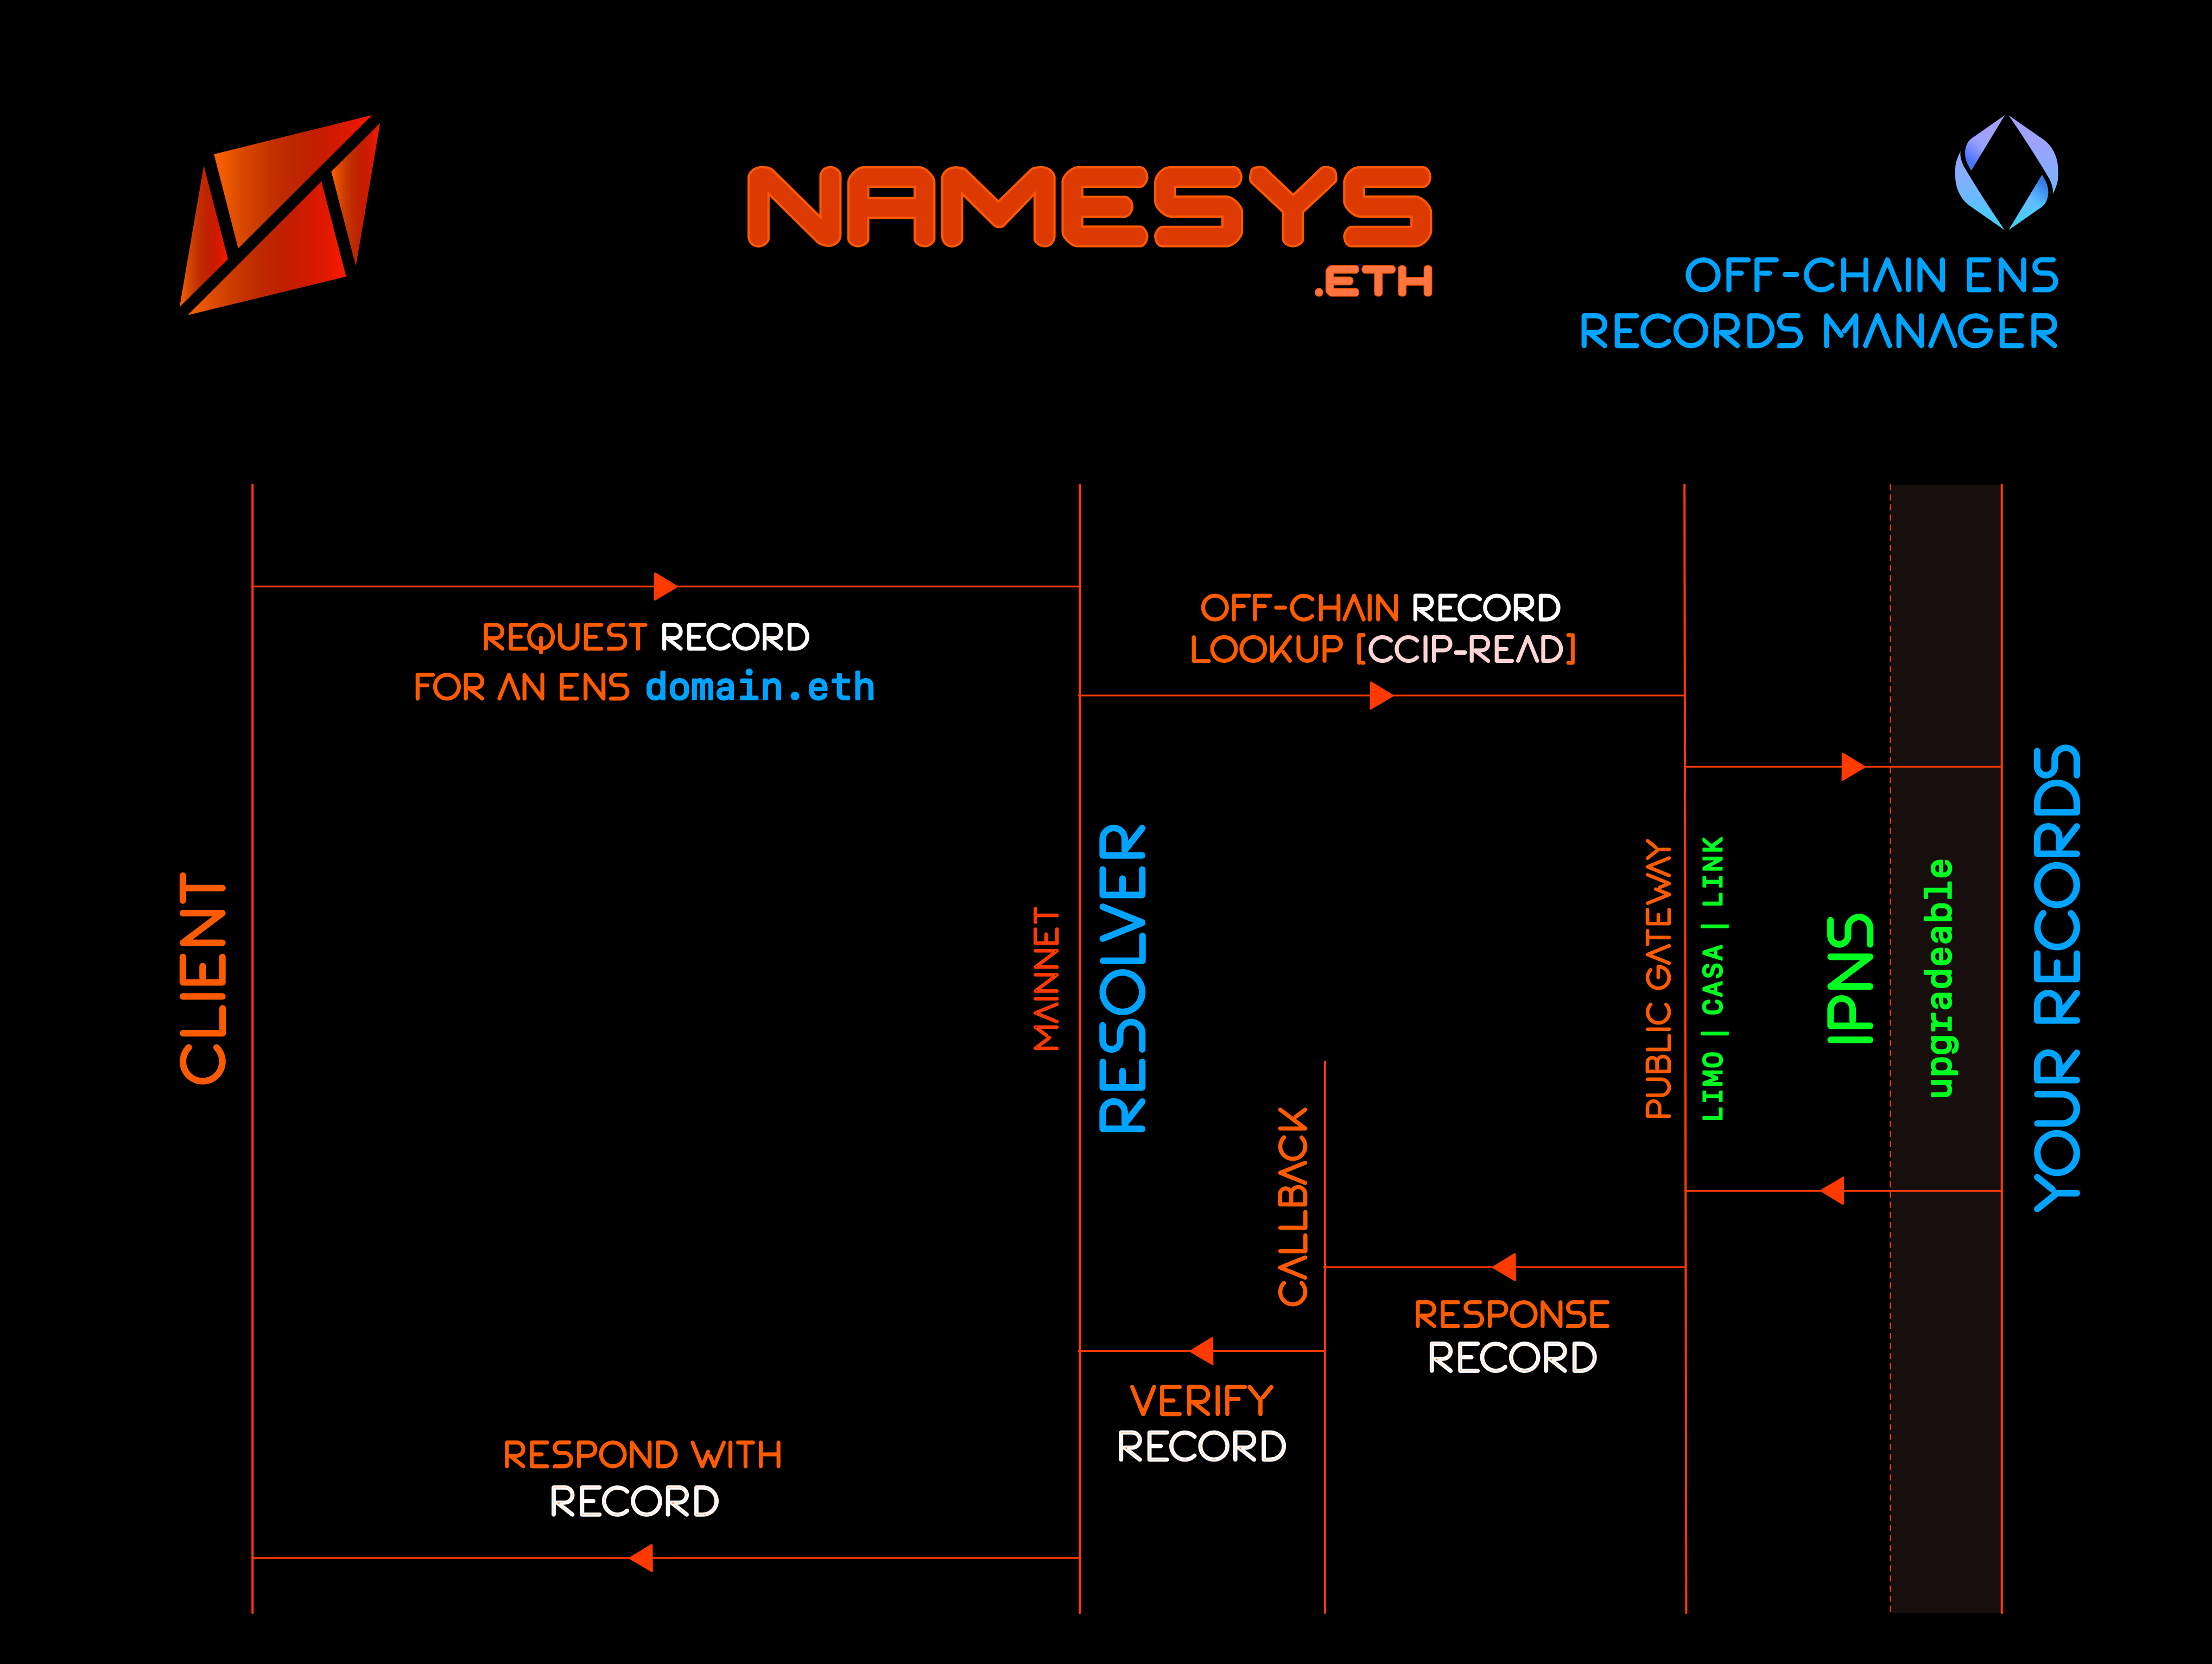 NAMESYS
.ETH
OFF-CHAIN ENS
RECORDS MANAGER
REQUEST RECORD
FOR AN ENS domain.eth
OFF-CHAIN RECORD
LOOKUP [CCIP-READ]
CLIENT
MAINNET
RESOLVER
CALLBACK
PUBLIC GATEWAY
LIMO | CASA | LINK
IPNS
upgradeable
YOUR RECORDS
RESPONSE
RECORD
VERIFY
RECORD
RESPOND WITH
RECORD